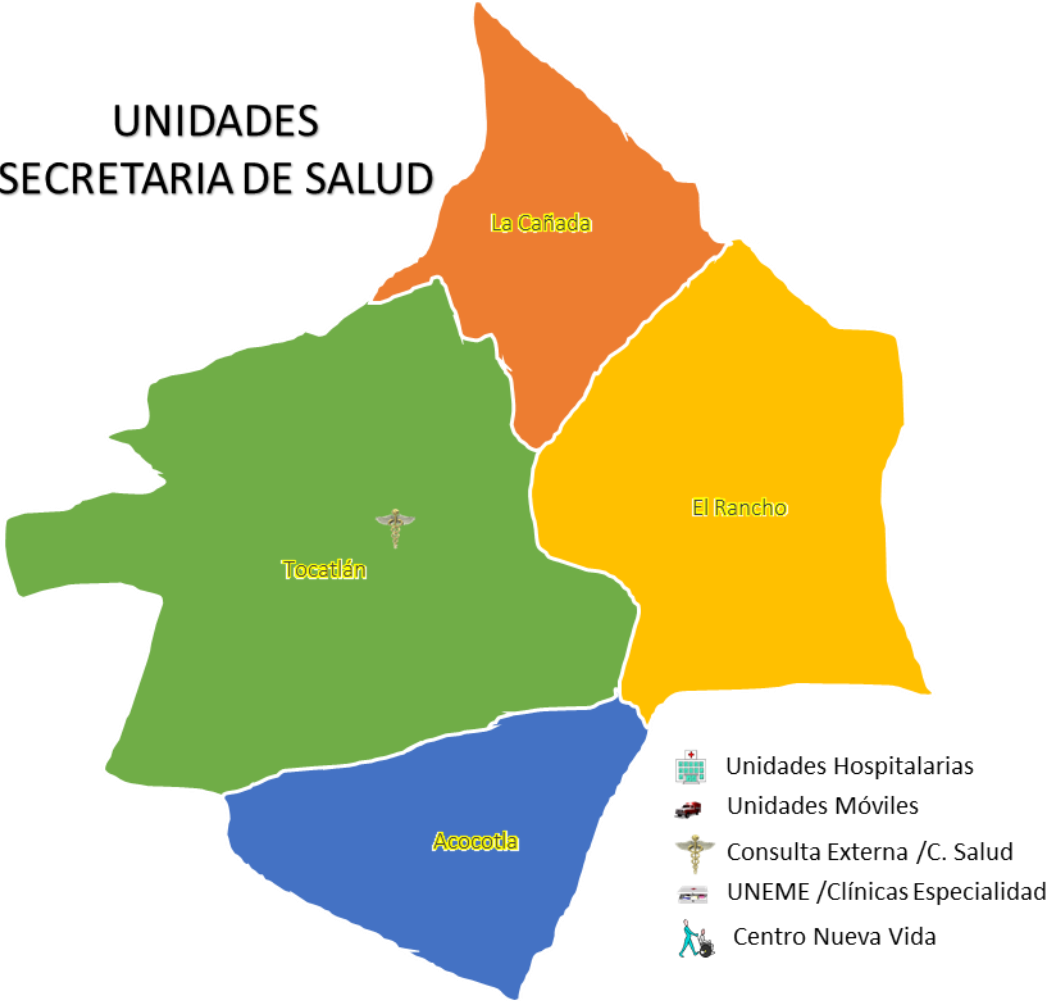 UNIDADES
SECRETARIA DE SALUD
La Cañada
El Rancho
Tocatlán
Acocotla
Unidades Hospitalarias
Unidades Móviles
Consulta Externa /C. Salud
UNEME /Clínicas Especialidad
Centro Nueva Vida